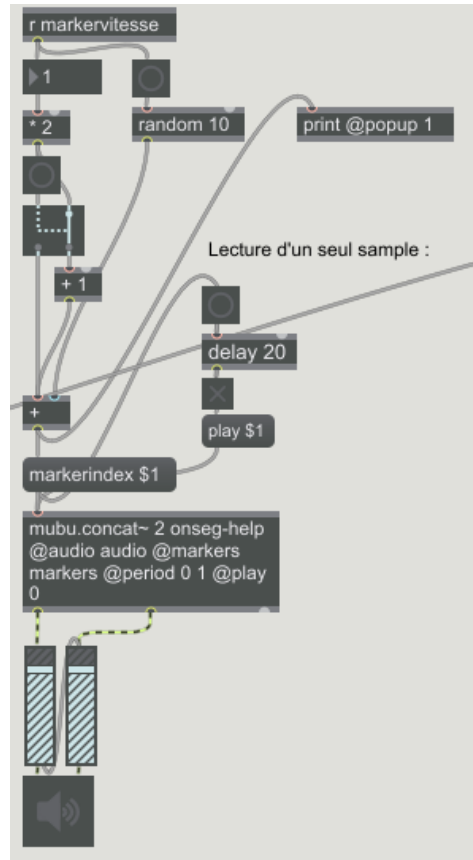 r markervitesse
1
* 2
random 10
print @popup 1
Lecture d'un seul sample :
+ 1
delay 20
+
play $1
markerindex $1
mubu.concat~ 2 onseg-help
@audio audio @markers
markers @period 0 1 @play
0